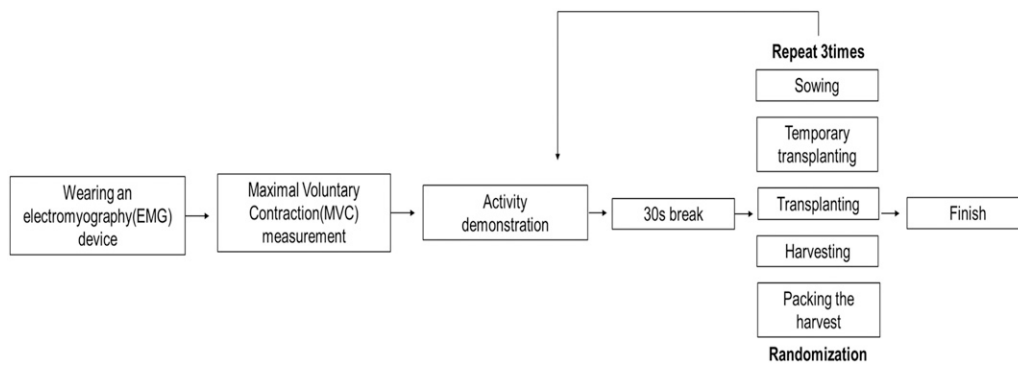 Repeat 3times
Sowing
Temporary
transplanting
Wearing an
electromyography(EMG)
device
Maximal Voluntary
Contraction(MVC)
measurement
Activity
demonstration
30s break
Transplanting
Finish
Harvesting
Packing the
harvest
Randomization